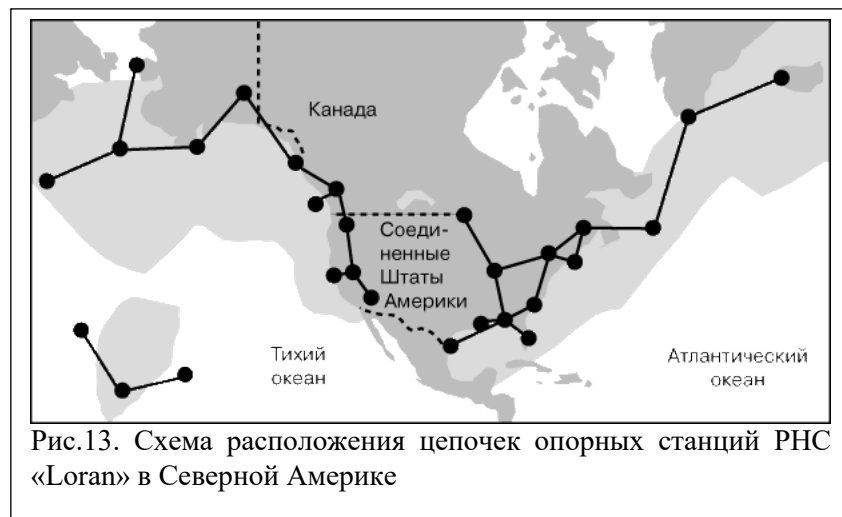 Канада
Соеди-
ненные
Штаты
Америки
Тихий
океан
Атлантический
океан
Рис.13. Схема расположения цепочек опорных станций РНС
«Loran» в Северной Америке